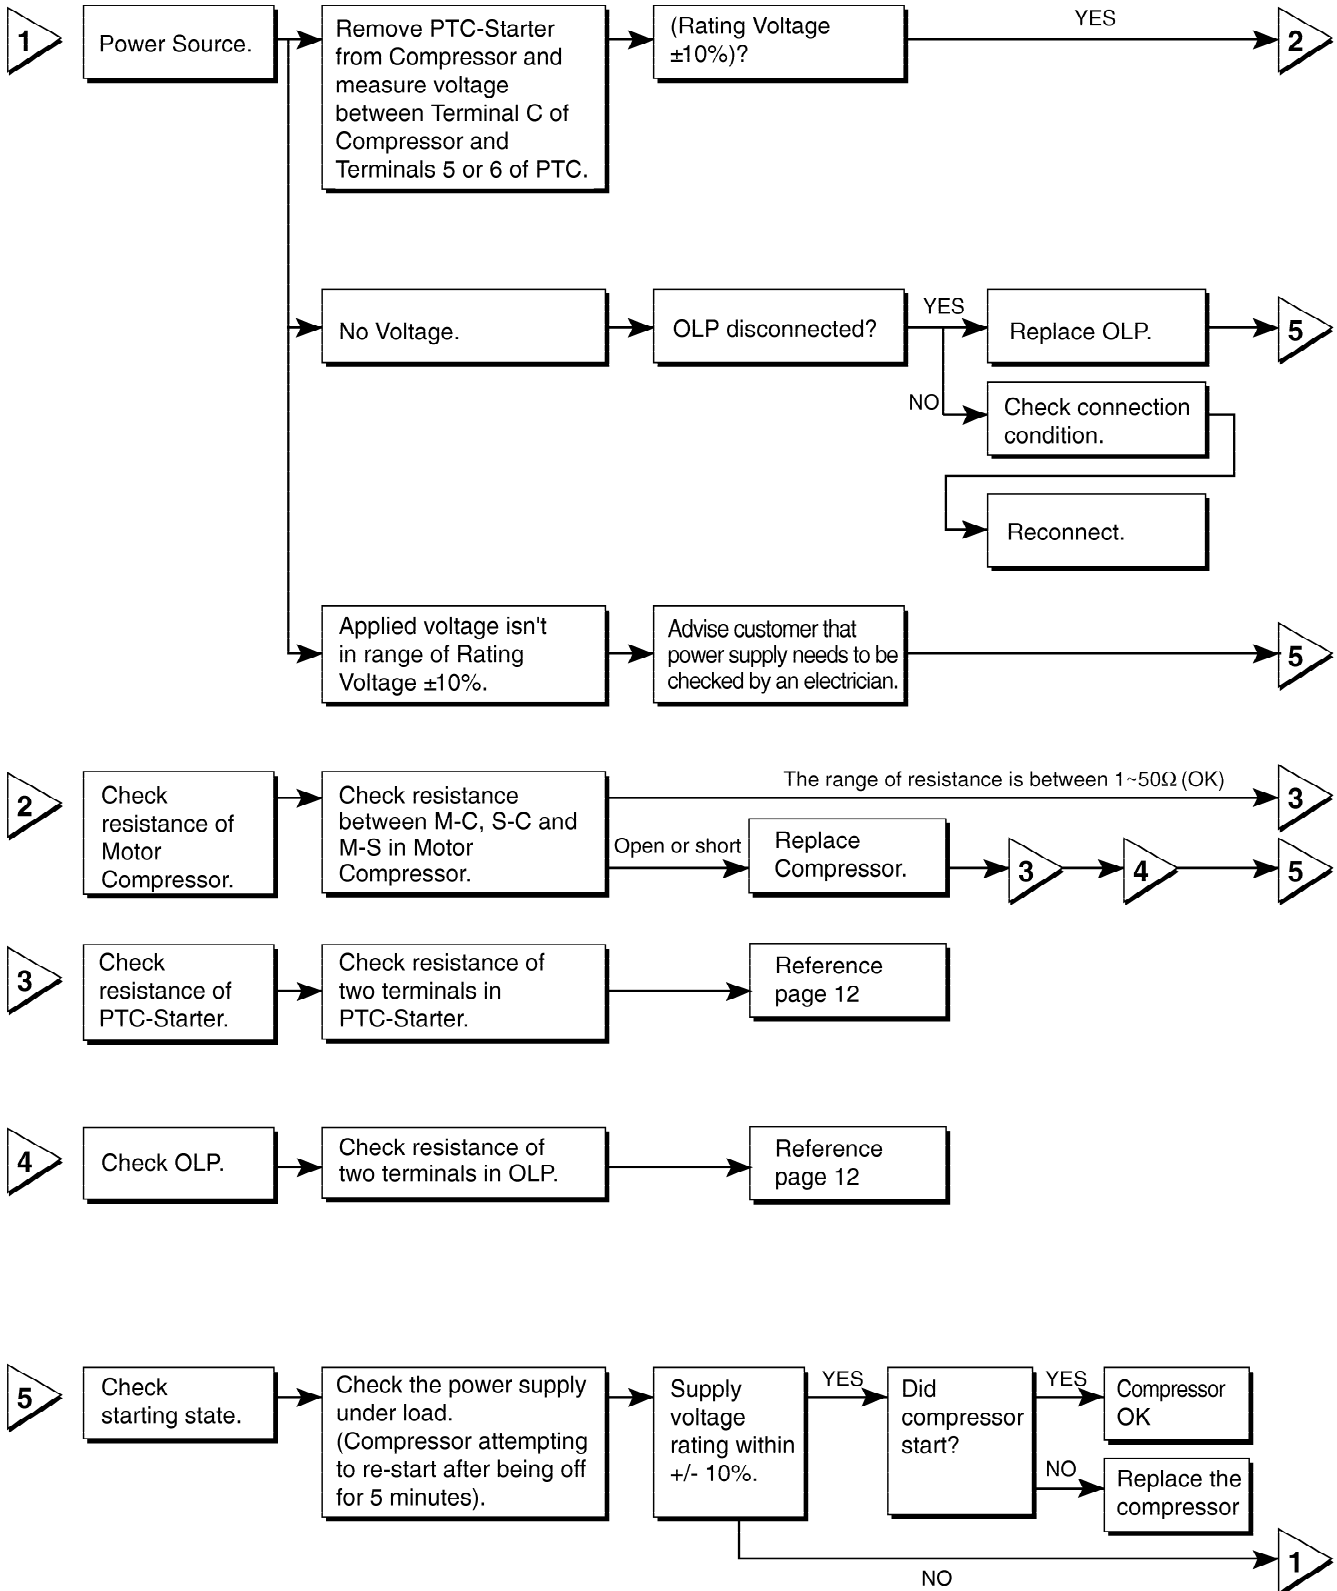 1
Power Source.
Remove PTC-Starter
from Compressor and
measure voltage
between Terminal C of
Compressor and
Terminals 5 or 6 of PTC.
(Rating Voltage
±10%)?
YES
2
No Voltage.
OLP disconnected?
YES
Replace OLP.
5
NO
Check connection
condition.
Reconnect.
Applied voltage isn't
in range of Rating
Voltage ±10%.
Advise customer that
power supply needs to be
checked by an electrician.
5
2
Check
resistance of
Motor
Compressor.
Check resistance
between M-C, S-C and
M-S in Motor
Compressor.
The range of resistance is between 1~50Ω (OK)
3
Open or short
Replace
Compressor.
3
4
5
3
Check
resistance of
PTC-Starter.
Check resistance of
two terminals in
PTC-Starter.
Reference
page 12
4
Check OLP.
Check resistance of
two terminals in OLP.
Reference
page 12
5
Check
starting state.
Check the power supply
under load.
(Compressor attempting
to re-start after being off
for 5 minutes).
Supply
voltage
rating within
+/- 10%.
YES
Did
compressor
start?
YES
Compressor
OK
NO
Replace the
compressor
NO
1